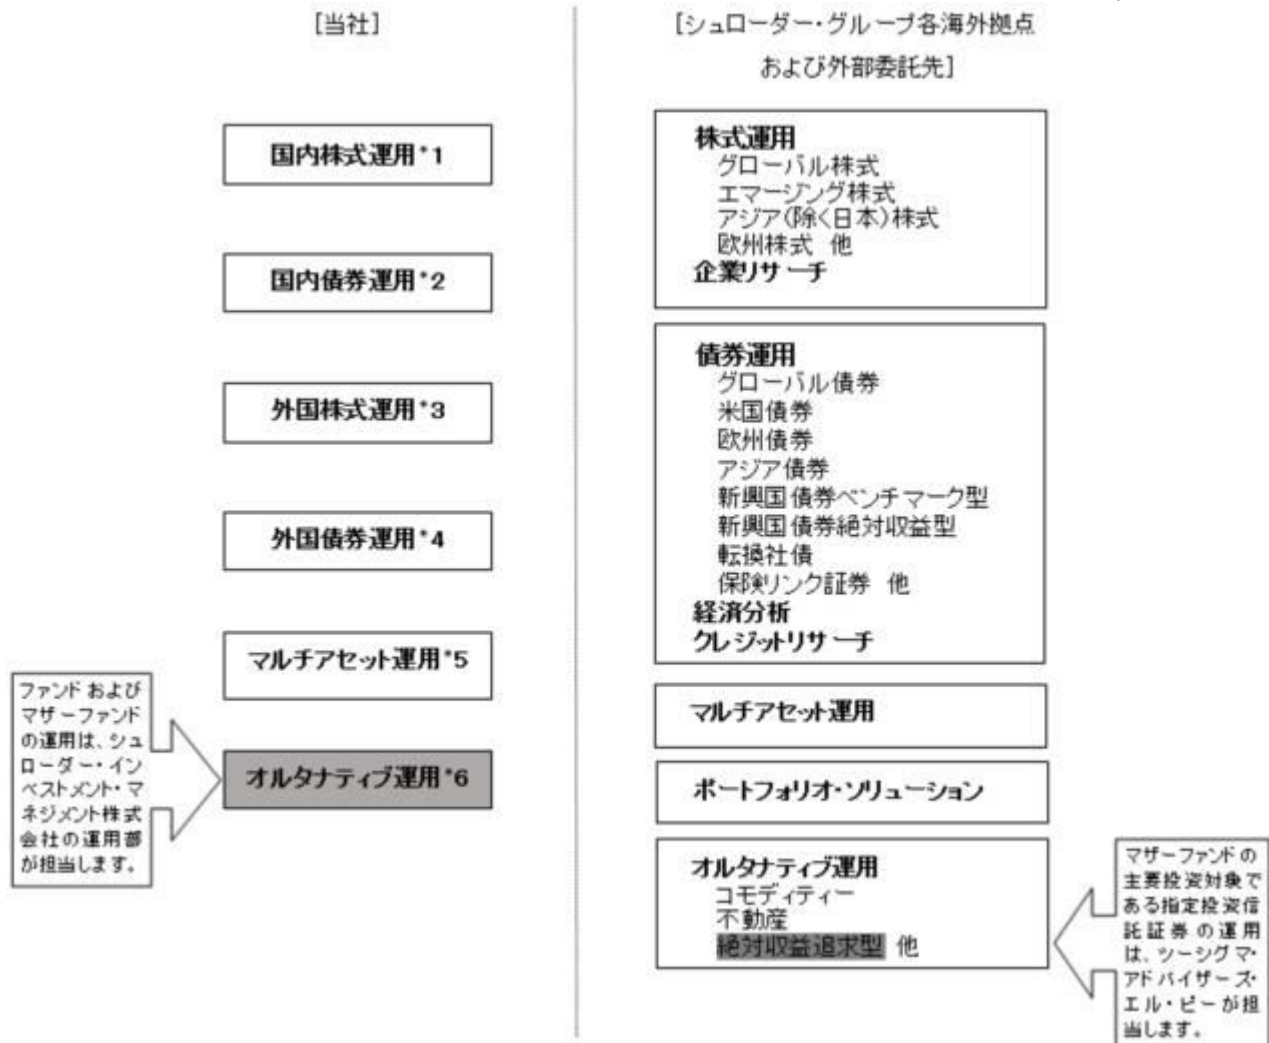 [当社]
国内株式運用*1
国内債券運用*2
外国株式運用*3
外国債券運用*4
マルチアセット運用*5
オルタナティブ運用*6
ファンドおよび
マザーファンド
の運用は、シュ
ローダー・イン
ベストメント・マ
ネジメント株式
会社の運用部
が担当します。
[シュローダー・グループ各海外拠点
および外部委託先]
株式運用
グローバル株式
エマージング株式
アジア(除く日本)株式
欧州株式 他
企業リサーチ
債券運用
グローバル債券
米国債券
欧州債券
アジア債券
新興国債券ベンチマーク型
新興国債券絶対収益型
転換社債
保険リンク証券 他
経済分析
クレジットリサーチ
マルチアセット運用
ポートフォリオ・ソリューション
オルタナティブ運用
コモディティー
不動産
絶対収益追求型 他
マザーファンドの
主要投資対象で
ある指定投資信
託証券の運用
は、ツーシグマ・
アドバイザーズ・
エル・ピーが担
当します。